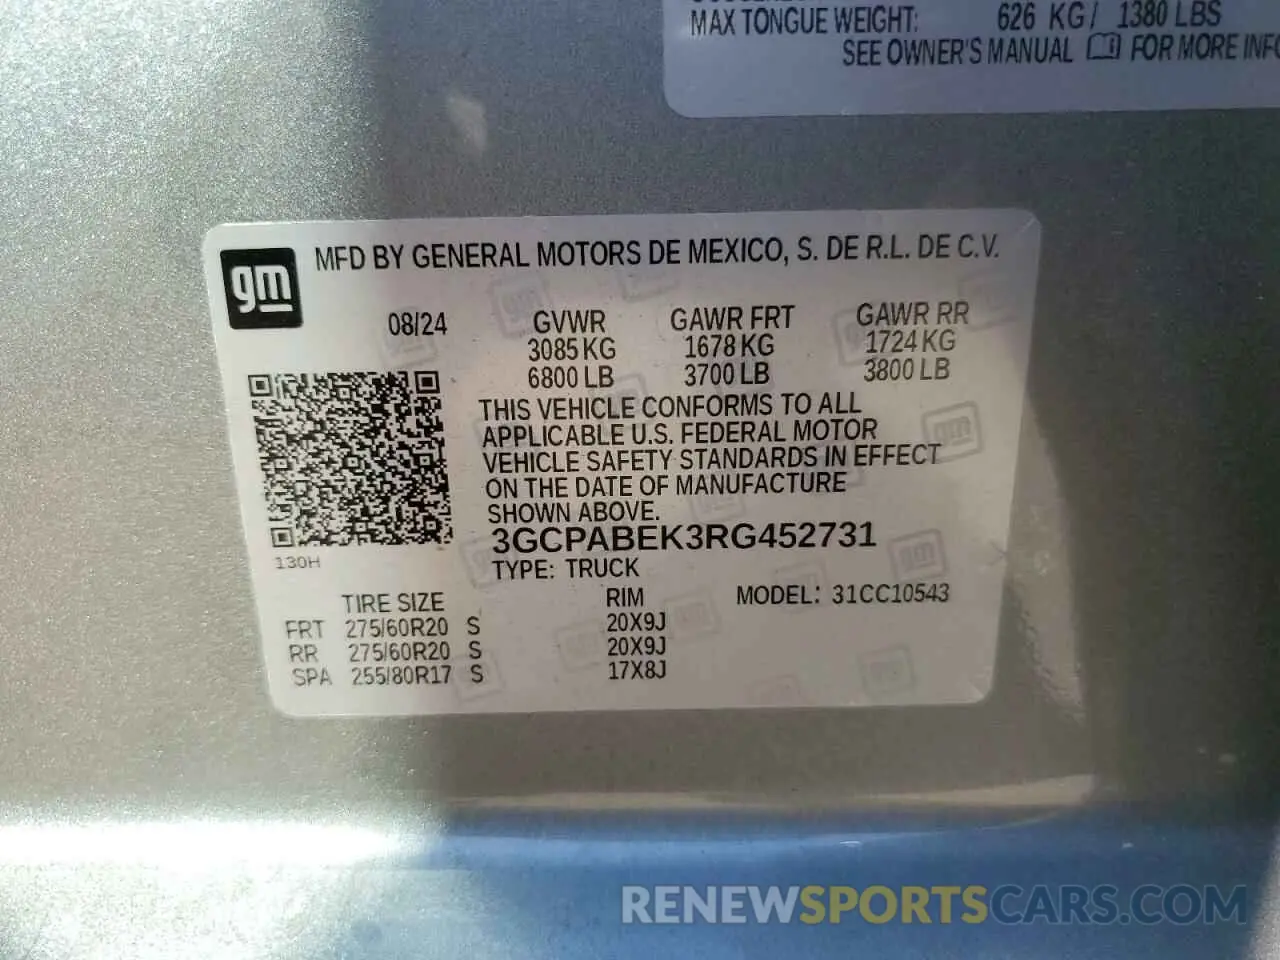 MAX TONGUE WEIGHT: 626 KG/ 1380 LBS
SEE OWNER'S MANUAL FOR MORE INFO
gm MFD BY GENERAL MOTORS DE MEXICO, S. DE R.L. DE C.V.
08/24 GVWR GAWR FRT GAWR RR
3085 KG 1678 KG 1724 KG
6800 LB 3700 LB 3800 LB
THIS VEHICLE CONFORMS TO ALL
APPLICABLE U.S. FEDERAL MOTOR
VEHICLE SAFETY STANDARDS IN EFFECT
ON THE DATE OF MANUFACTURE
SHOWN ABOVE.
3GCPABEK3RG452731
130H
TYPE: TRUCK
TIRE SIZE RIM MODEL: 31CC10543
FRT 275/60R20 S 20X9J
RR 275/60R20 S 20X9J
SPA 255/80R17 S 17X8J
RENEWSPORTSCARS.COM